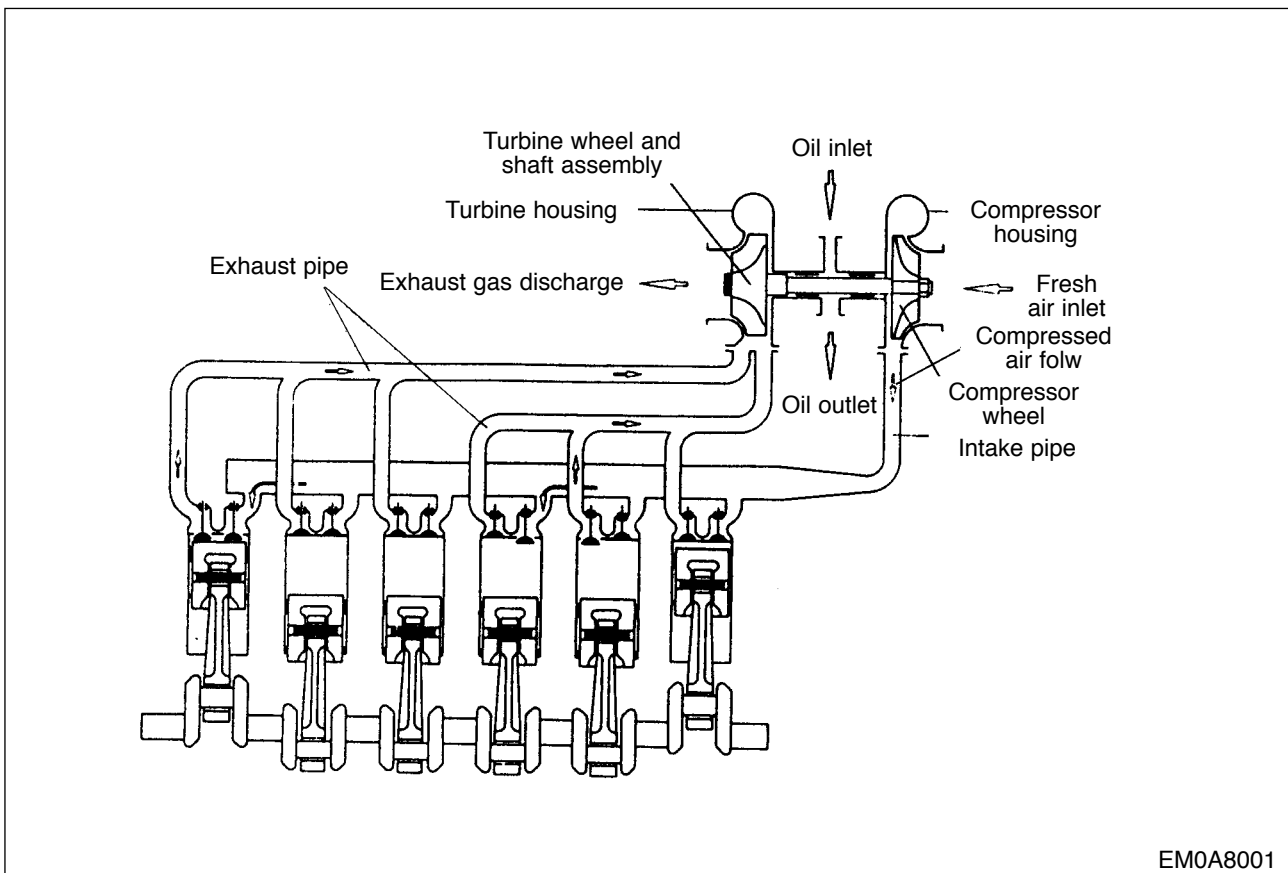 Turbine wheel and
shaft assembly
Oil inlet
Turbine housing
Compressor
housing
Exhaust pipe
Exhaust gas discharge
Fresh
air inlet
Compressed
air folw
Oil outlet
Compressor
wheel
Intake pipe
EM0A8001